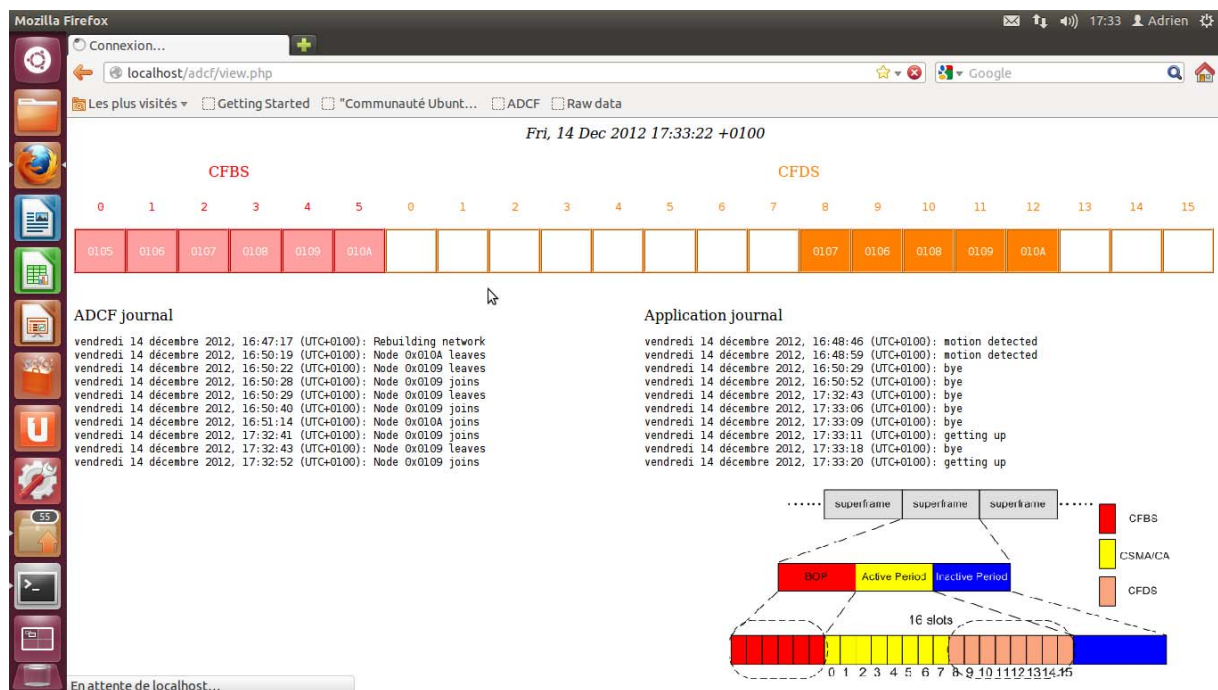 Mozilla Firefox
17:33 Adrien
Connexion...
localhost/adcf/view.php
Google
Les plus visités Getting Started "Communauté Ubunt... ADCF Raw data
Fri, 14 Dec 2012 17:33:22 +0100
CFBS CFDS
0 1 2 3 4 5 0 1 2 3 4 5 6 7 8 9 10 11 12 13 14 15
0105 0106 0107 0108 0109 010A 0107 0106 0108 0109 010A
ADCF journal
vendredi 14 décembre 2012, 16:47:17 (UTC+0100): Rebuilding network
vendredi 14 décembre 2012, 16:50:19 (UTC+0100): Node 0x010A leaves
vendredi 14 décembre 2012, 16:50:22 (UTC+0100): Node 0x0109 leaves
vendredi 14 décembre 2012, 16:50:28 (UTC+0100): Node 0x0109 joins
vendredi 14 décembre 2012, 16:50:29 (UTC+0100): Node 0x0109 leaves
vendredi 14 décembre 2012, 16:50:40 (UTC+0100): Node 0x0109 joins
vendredi 14 décembre 2012, 16:51:14 (UTC+0100): Node 0x010A joins
vendredi 14 décembre 2012, 17:32:41 (UTC+0100): Node 0x0109 joins
vendredi 14 décembre 2012, 17:32:43 (UTC+0100): Node 0x0109 leaves
vendredi 14 décembre 2012, 17:32:52 (UTC+0100): Node 0x0109 joins
Application journal
vendredi 14 décembre 2012, 16:48:46 (UTC+0100): motion detected
vendredi 14 décembre 2012, 16:48:59 (UTC+0100): motion detected
vendredi 14 décembre 2012, 16:50:29 (UTC+0100): bye
vendredi 14 décembre 2012, 16:50:52 (UTC+0100): bye
vendredi 14 décembre 2012, 17:32:43 (UTC+0100): bye
vendredi 14 décembre 2012, 17:33:06 (UTC+0100): bye
vendredi 14 décembre 2012, 17:33:09 (UTC+0100): bye
vendredi 14 décembre 2012, 17:33:11 (UTC+0100): getting up
vendredi 14 décembre 2012, 17:33:18 (UTC+0100): bye
vendredi 14 décembre 2012, 17:33:20 (UTC+0100): getting up
superframe superframe superframe
CFBS
CSMA/CA
CFDS
BOP Active Period Inactive Period
16 slots
0 1 2 3 4 5 6 7 8 9 10 11 12 13 14 15
55
En attente de localhost...